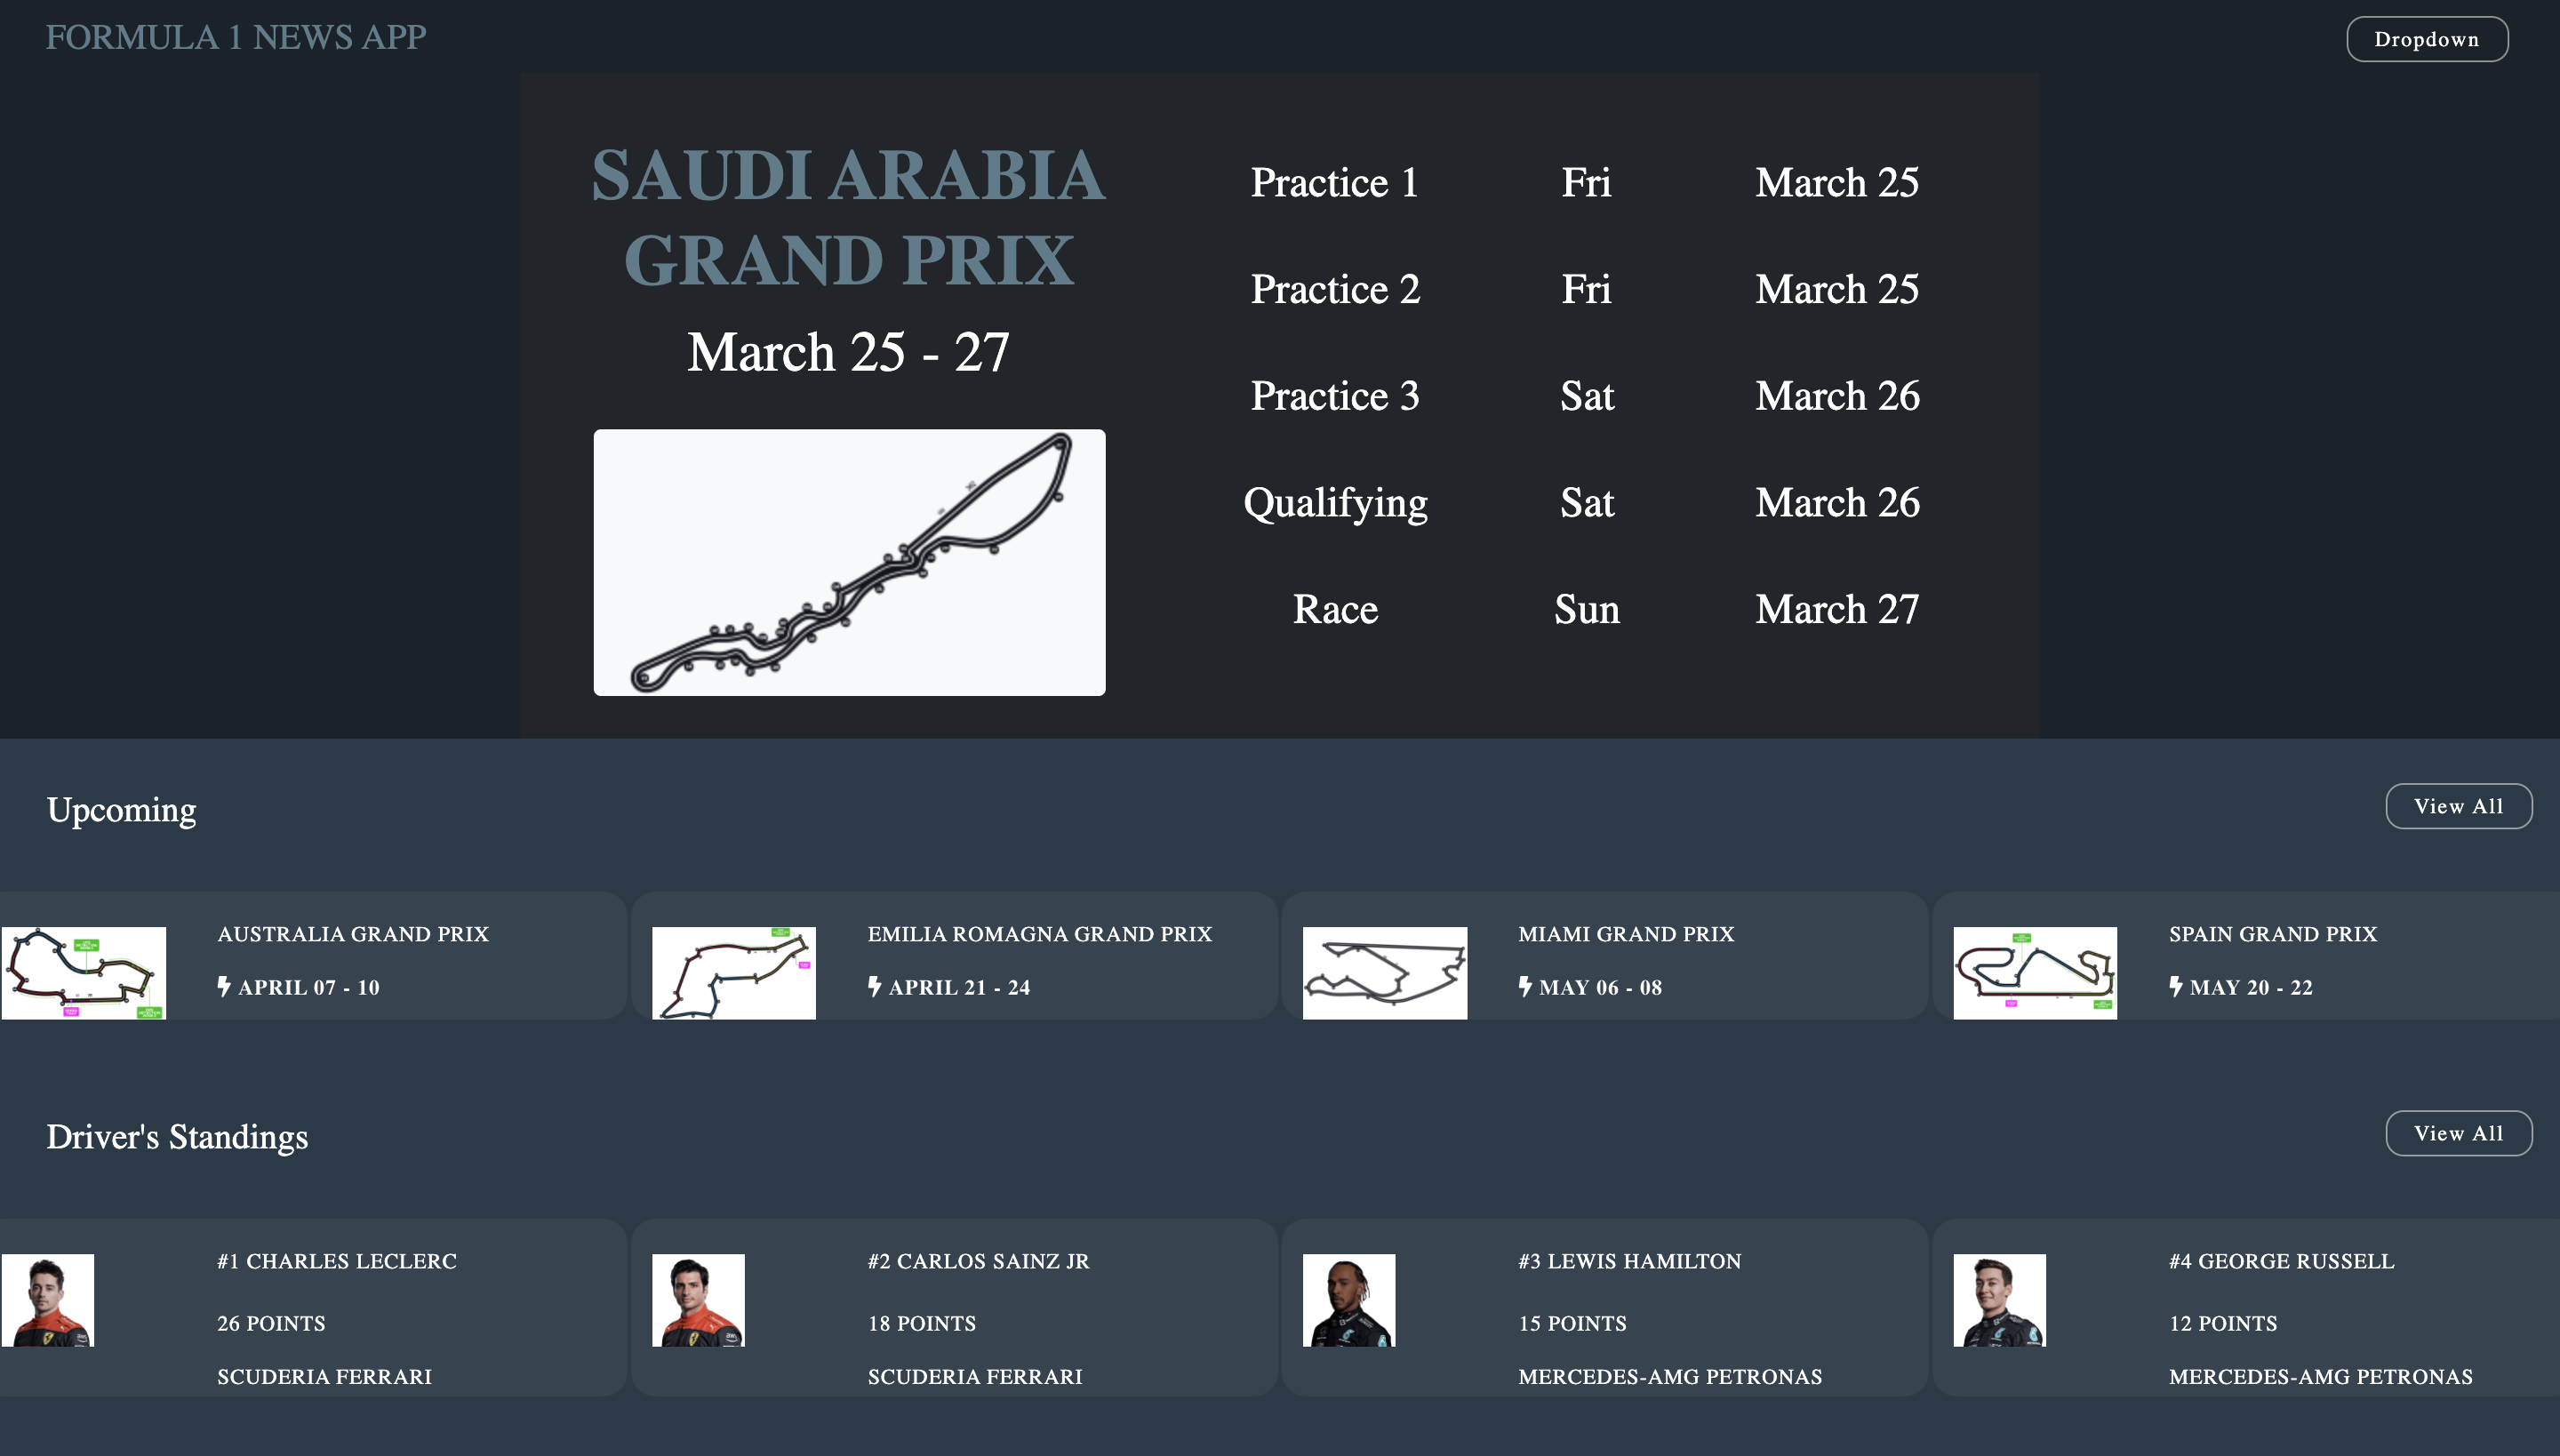 FORMULA 1 NEWS APP
Dropdown
SAUDI ARABIA
GRAND PRIX
March 25 - 27
Practice 1 Fri March 25
Practice 2 Fri March 25
Practice 3 Sat March 26
Qualifying Sat March 26
Race Sun March 27
Upcoming
View All
AUSTRALIA GRAND PRIX
APRIL 07 - 10
EMILIA ROMAGNA GRAND PRIX
APRIL 21 - 24
MIAMI GRAND PRIX
MAY 06 - 08
SPAIN GRAND PRIX
MAY 20 - 22
Driver's Standings
View All
#1 CHARLES LECLERC
26 POINTS
SCUDERIA FERRARI
#2 CARLOS SAINZ JR
18 POINTS
SCUDERIA FERRARI
#3 LEWIS HAMILTON
15 POINTS
MERCEDES-AMG PETRONAS
#4 GEORGE RUSSELL
12 POINTS
MERCEDES-AMG PETRONAS